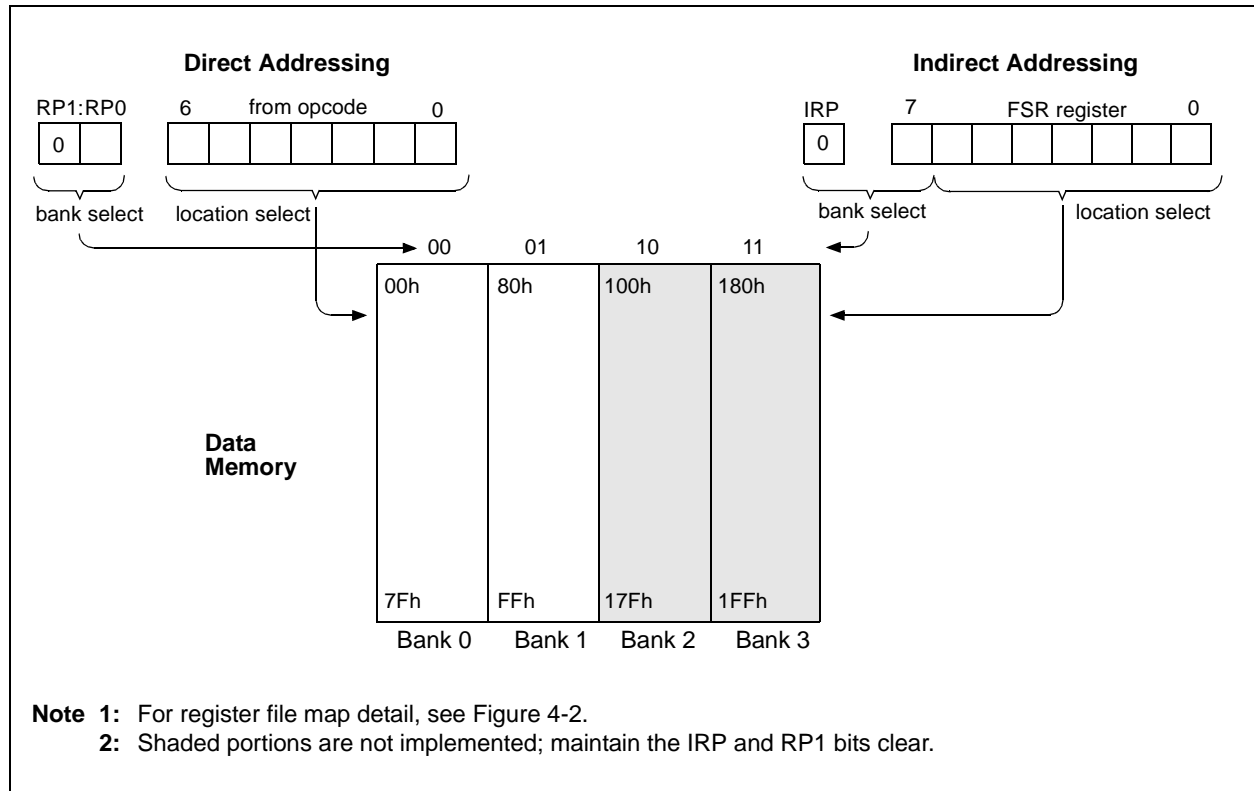 Direct Addressing
Indirect Addressing
RP1:RP0 6 from opcode 0
IRP 7 FSR register 0
0
0
bank select location select
bank select location select
00 01 10 11
00h 80h 100h 180h
Data
Memory
7Fh FFh 17Fh 1FFh
Bank 0 Bank 1 Bank 2 Bank 3
Note 1: For register file map detail, see Figure 4-2.
2: Shaded portions are not implemented; maintain the IRP and RP1 bits clear.